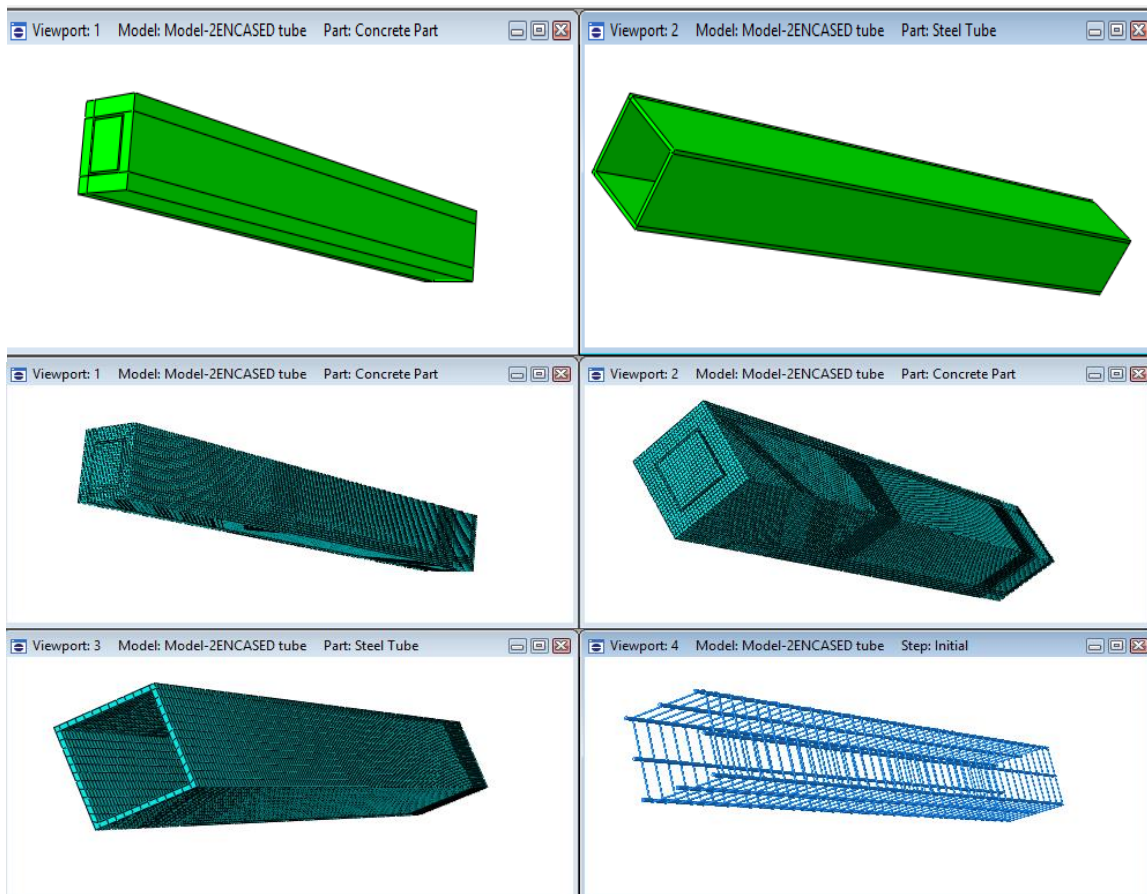 Viewport: 1 Model: Model-2ENCASED tube Part: Concrete Part
Viewport: 2 Model: Model-2ENCASED tube Part: Steel Tube
Viewport: 1 Model: Model-2ENCASED tube Part: Concrete Part
Viewport: 2 Model: Model-2ENCASED tube Part: Concrete Part
Viewport: 3 Model: Model-2ENCASED tube Part: Steel Tube
Viewport: 4 Model: Model-2ENCASED tube Step: Initial